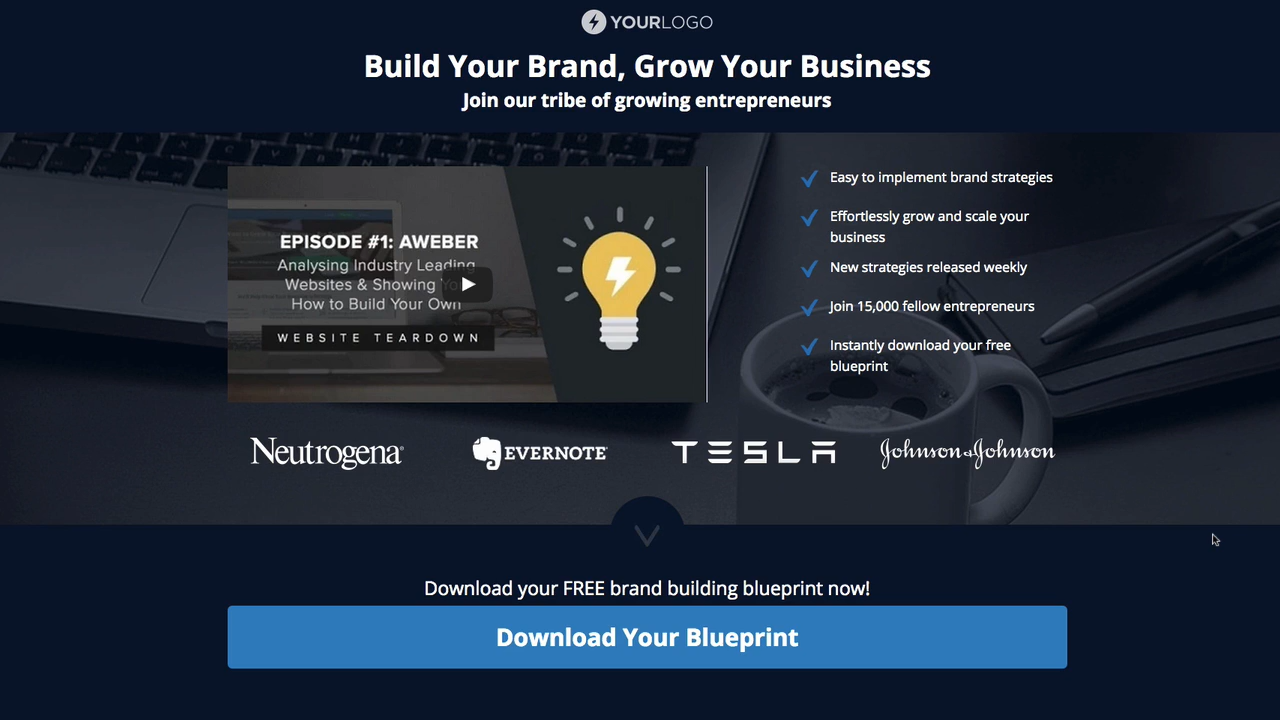 YOURLOGO
Build Your Brand, Grow Your Business
Join our tribe of growing entrepreneurs
EPISODE #1: AWEBER
Analysing Industry Leading
Websites & Showing You
How to Build Your Own
WEBSITE TEARDOWN
Easy to implement brand strategies
Effortlessly grow and scale your
business
New strategies released weekly
Join 15,000 fellow entrepreneurs
Instantly download your free
blueprint
Neutrogena®
EVERNOTE
TESLA
Johnson & Johnson
Download your FREE brand building blueprint now!
Download Your Blueprint